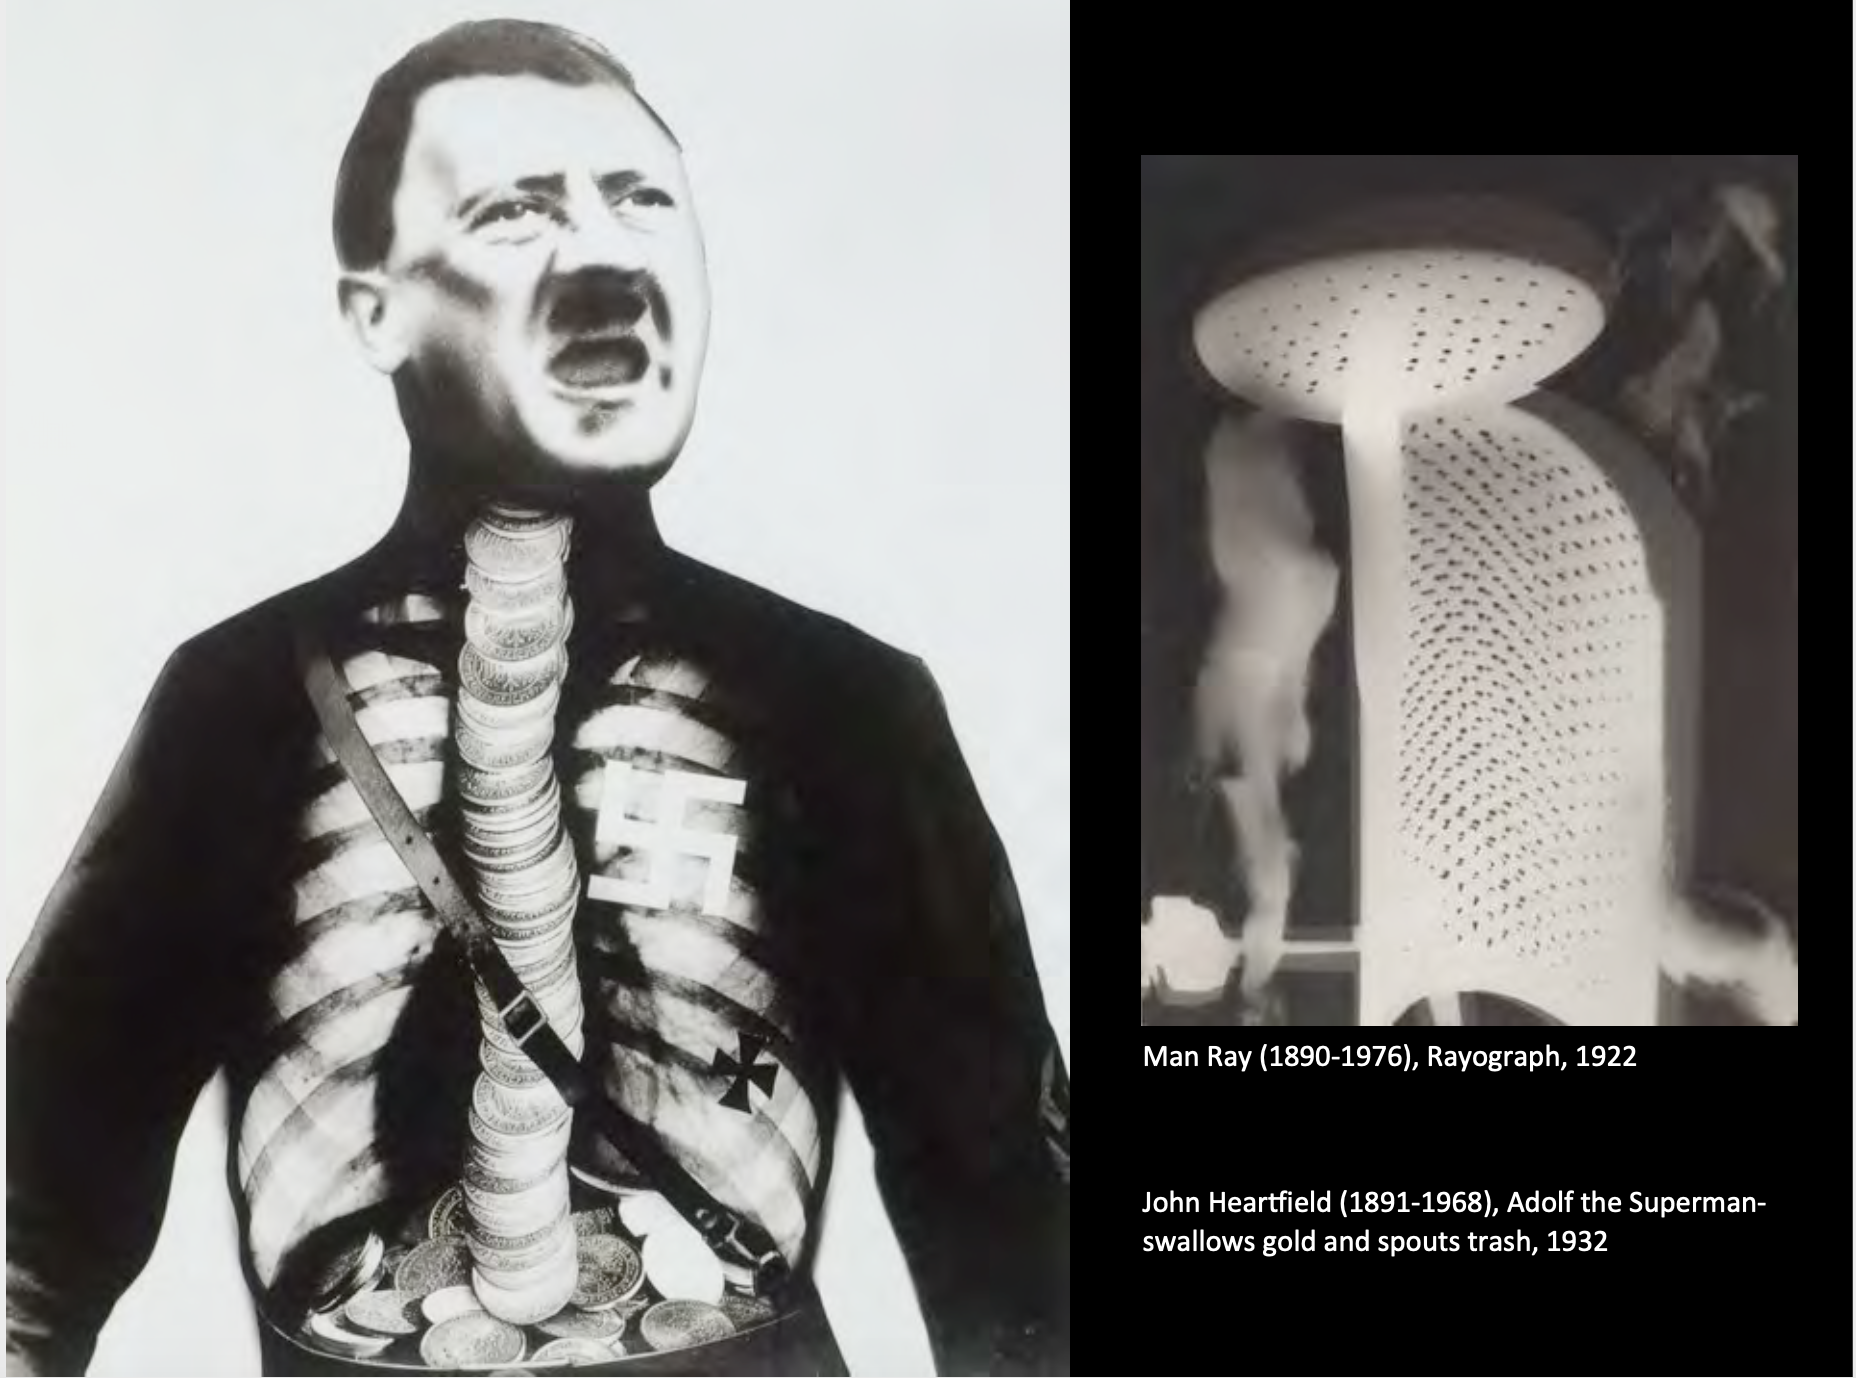 Man Ray (1890-1976), Rayograph, 1922
John Heartfield (1891-1968), Adolf the Superman-
swallows gold and spouts trash, 1932